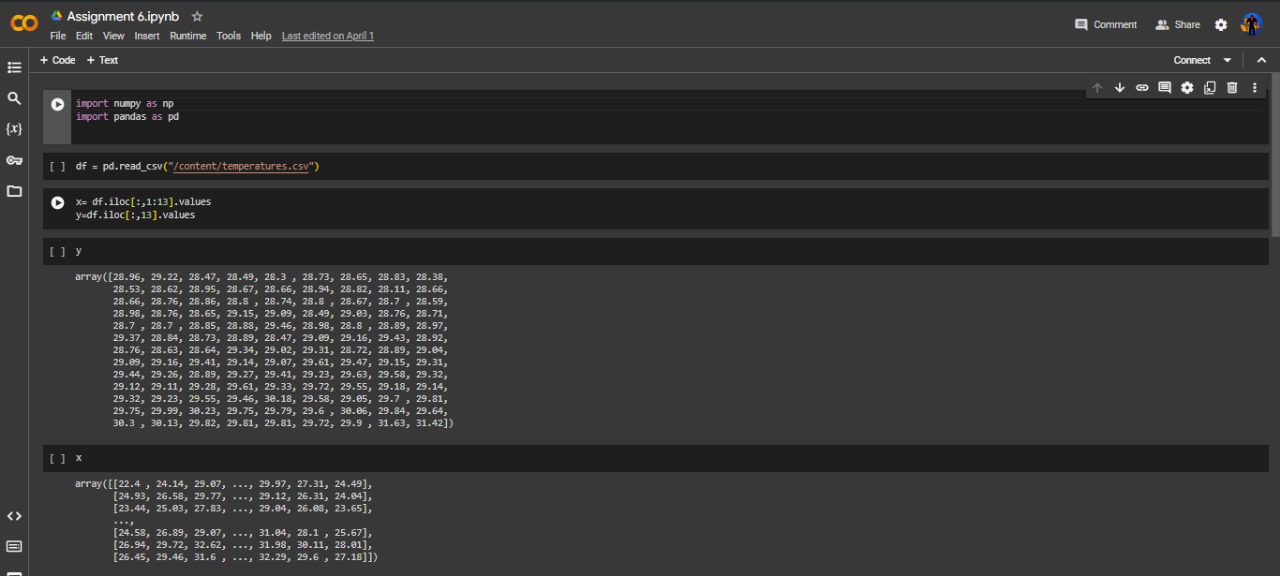 Assignment 6.ipynb
File Edit View Insert Runtime Tools Help Last edited on April 1
Comment Share
+ Code + Text
Connect
import numpy as np
import pandas as pd
{x}
[ ] df = pd.read_csv("/content/temperatures.csv")
x= df.iloc[:,1:13].values
y=df.iloc[:,13].values
[ ] y
array([28.96, 29.22, 28.47, 28.49, 28.3 , 28.73, 28.65, 28.83, 28.38,
28.53, 28.62, 28.95, 28.67, 28.66, 28.94, 28.82, 28.11, 28.66,
28.66, 28.76, 28.86, 28.8 , 28.74, 28.8 , 28.67, 28.7 , 28.59,
28.98, 28.76, 28.65, 29.15, 29.09, 28.49, 29.03, 28.76, 28.71,
28.7 , 28.7 , 28.85, 28.88, 29.46, 28.98, 28.8 , 28.89, 28.97,
29.37, 28.84, 28.73, 28.89, 28.47, 29.09, 29.16, 29.43, 28.92,
28.76, 28.63, 28.64, 29.34, 29.02, 29.31, 28.72, 28.89, 29.04,
29.09, 29.16, 29.41, 29.14, 29.07, 29.61, 29.47, 29.15, 29.31,
29.44, 29.26, 28.89, 29.27, 29.41, 29.23, 29.63, 29.58, 29.32,
29.12, 29.11, 29.28, 29.61, 29.33, 29.72, 29.55, 29.18, 29.14,
29.32, 29.23, 29.55, 29.46, 30.18, 29.58, 29.05, 29.7 , 29.81,
29.75, 29.99, 30.23, 29.75, 29.79, 29.6 , 30.06, 29.84, 29.64,
30.3 , 30.13, 29.82, 29.81, 29.81, 29.72, 29.9 , 31.63, 31.42])
[ ] x
array([[22.4 , 24.14, 29.07, ..., 29.97, 27.31, 24.49],
[24.93, 26.58, 29.77, ..., 29.12, 26.31, 24.04],
[23.44, 25.03, 27.83, ..., 29.04, 26.08, 23.65],
...,
[24.58, 26.89, 29.07, ..., 31.04, 28.1 , 25.67],
[26.94, 29.72, 32.62, ..., 31.98, 30.11, 28.01],
[26.45, 29.46, 31.6 , ..., 32.29, 29.6 , 27.18]])